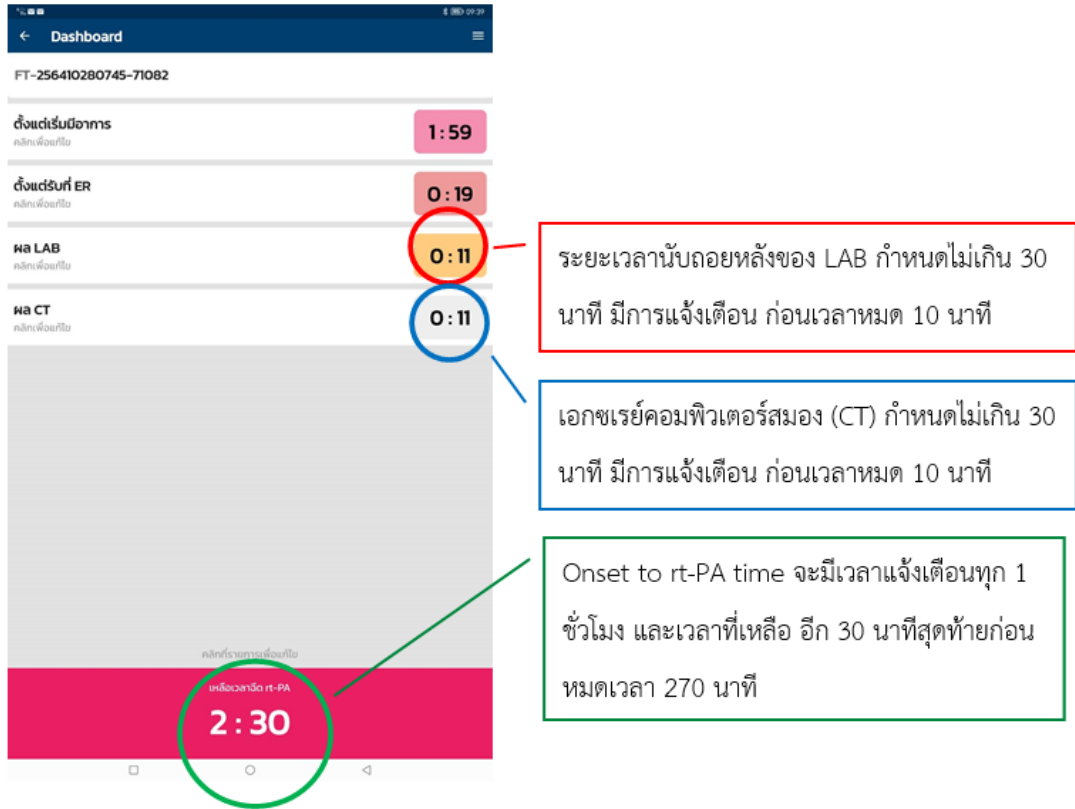 09:39
Dashboard
FT-256410280745-71082
ตั้งแต่เริ่มมีอาการ
คลิกเพื่อแก้ไข
1:59
ตั้งแต่รับที่ ER
คลิกเพื่อแก้ไข
0:19
ผล LAB
คลิกเพื่อแก้ไข
0:11
ผล CT
คลิกเพื่อแก้ไข
0:11
คลิกที่รายการเพื่อแก้ไข
เหลือเวลาฉีด rt-PA
2:30
ระยะเวลานับถอยหลังของ LAB กำหนดไม่เกิน 30
นาที มีการแจ้งเตือน ก่อนเวลาหมด 10 นาที
เอกซเรย์คอมพิวเตอร์สมอง (CT) กำหนดไม่เกิน 30
นาที มีการแจ้งเตือน ก่อนเวลาหมด 10 นาที
Onset to rt-PA time จะมีเวลาแจ้งเตือนทุก 1
ชั่วโมง และเวลาที่เหลือ อีก 30 นาทีสุดท้ายก่อน
หมดเวลา 270 นาที